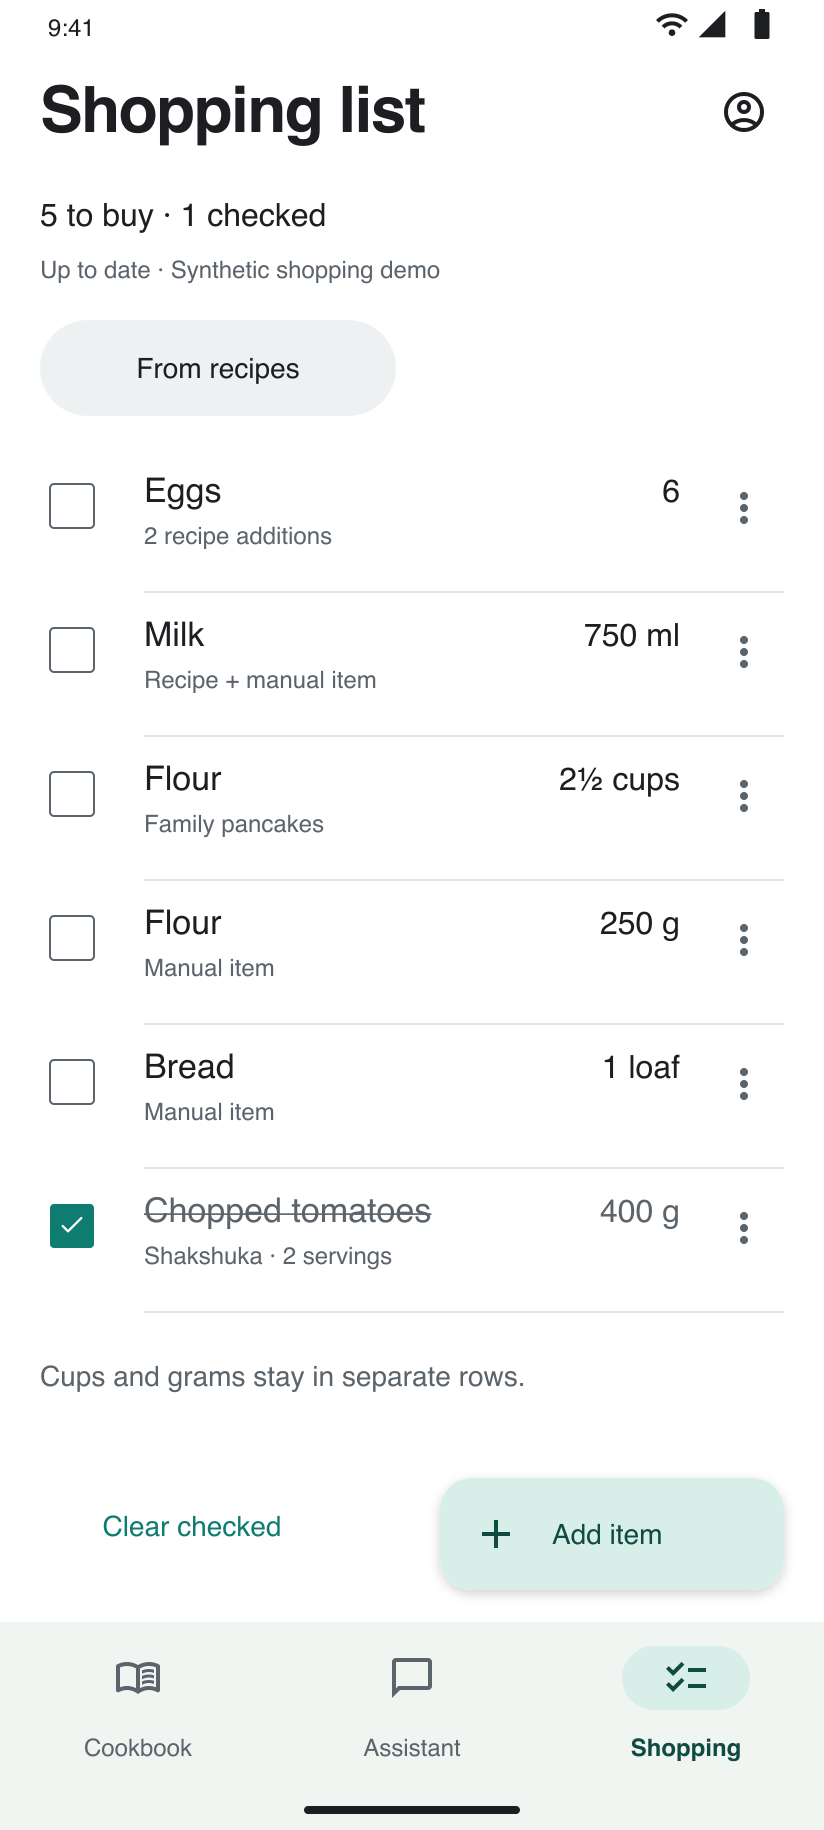 9:41
Shopping list
5 to buy · 1 checked
Up to date · Synthetic shopping demo
From recipes
Eggs 6
2 recipe additions
Milk 750 ml
Recipe + manual item
Flour 2½ cups
Family pancakes
Flour 250 g
Manual item
Bread 1 loaf
Manual item
Chopped tomatoes 400 g
Shakshuka · 2 servings
Cups and grams stay in separate rows.
Clear checked
Add item
Cookbook Assistant Shopping